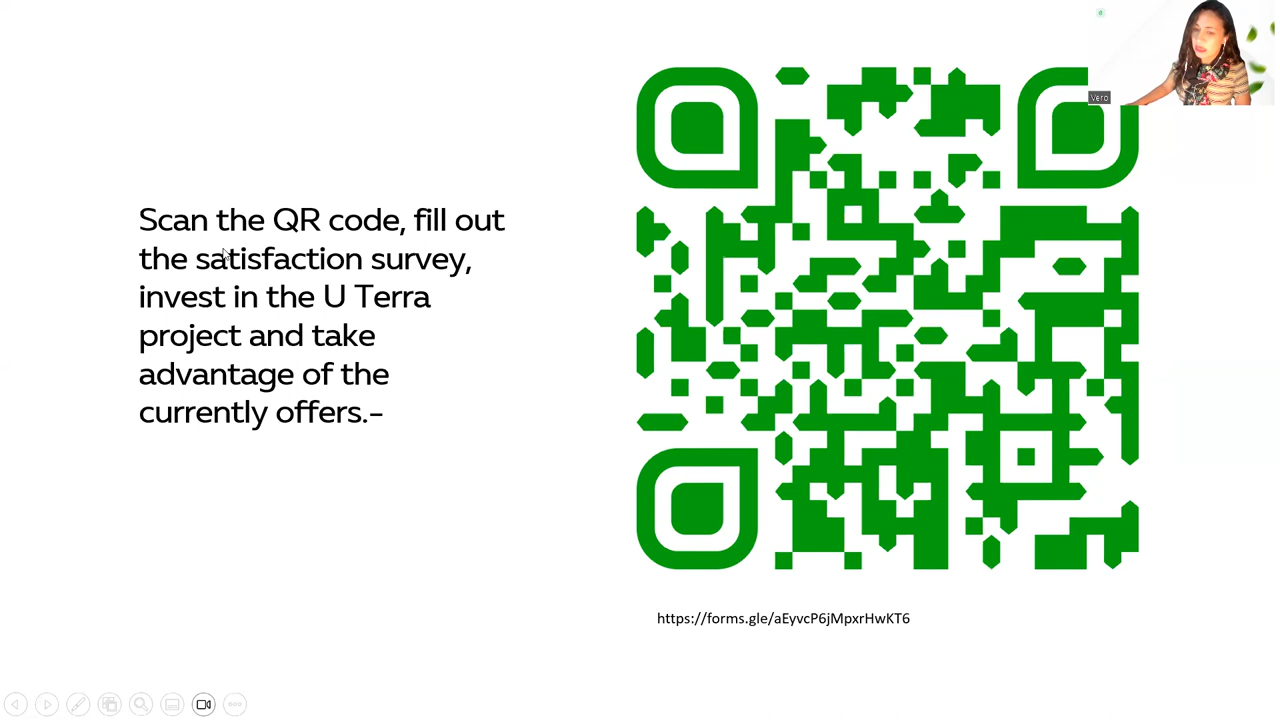 Vero
Scan the QR code, fill out
the satisfaction survey,
invest in the U Terra
project and take
advantage of the
currently offers.-
https://forms.gle/aEyvcP6jMpxrHwKT6